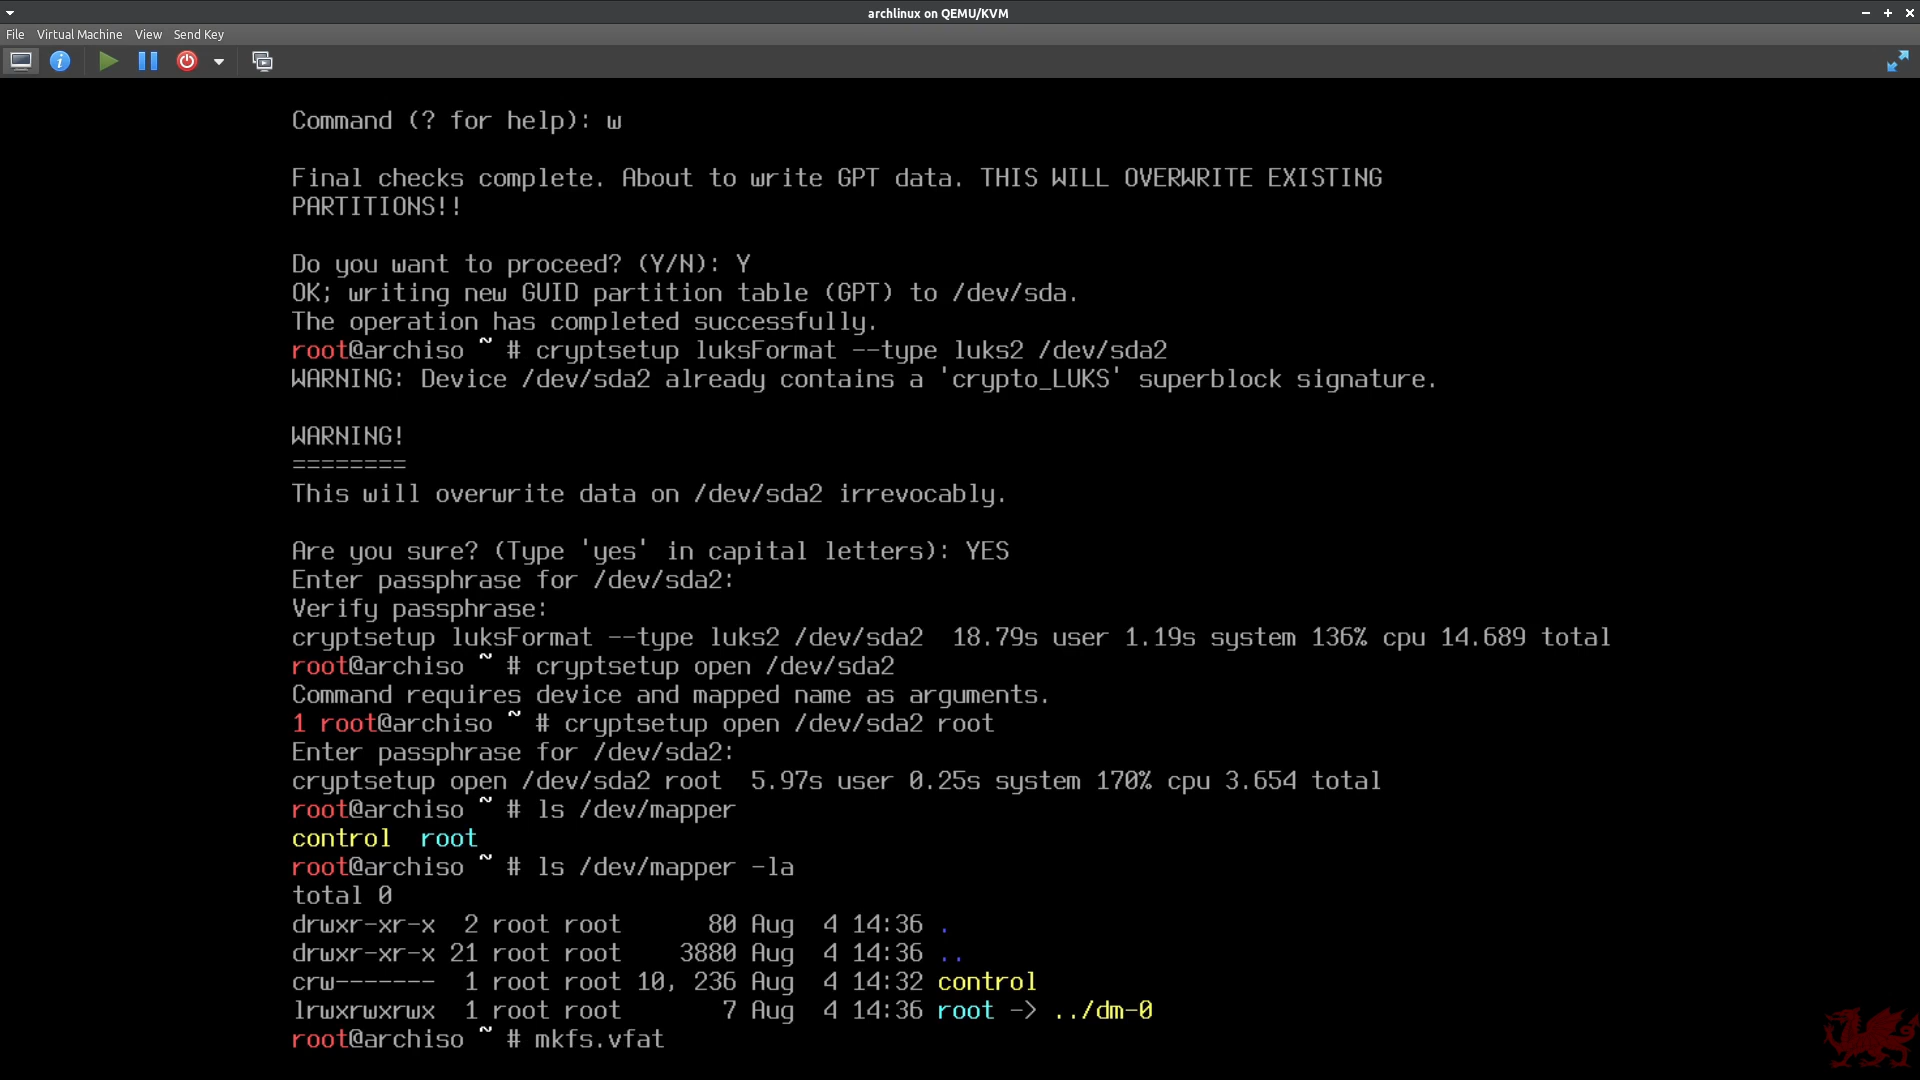 archlinux on QEMU/KVM
File Virtual Machine View Send Key
Command (? for help): w
Final checks complete. About to write GPT data. THIS WILL OVERWRITE EXISTING
PARTITIONS!!
Do you want to proceed? (Y/N): Y
OK; writing new GUID partition table (GPT) to /dev/sda.
The operation has completed successfully.
root@archiso ~ # cryptsetup luksFormat --type luks2 /dev/sda2
WARNING: Device /dev/sda2 already contains a 'crypto_LUKS' superblock signature.
WARNING!
========
This will overwrite data on /dev/sda2 irrevocably.
Are you sure? (Type 'yes' in capital letters): YES
Enter passphrase for /dev/sda2:
Verify passphrase:
cryptsetup luksFormat --type luks2 /dev/sda2  18.79s user 1.19s system 136% cpu 14.689 total
root@archiso ~ # cryptsetup open /dev/sda2
Command requires device and mapped name as arguments.
1 root@archiso ~ # cryptsetup open /dev/sda2 root
Enter passphrase for /dev/sda2:
cryptsetup open /dev/sda2 root  5.97s user 0.25s system 170% cpu 3.654 total
root@archiso ~ # ls /dev/mapper
control  root
root@archiso ~ # ls /dev/mapper -la
total 0
drwxr-xr-x  2 root root      80 Aug  4 14:36 .
drwxr-xr-x 21 root root    3880 Aug  4 14:36 ..
crw-------  1 root root 10, 236 Aug  4 14:32 control
lrwxrwxrwx  1 root root       7 Aug  4 14:36 root -> ../dm-0
root@archiso ~ # mkfs.vfat